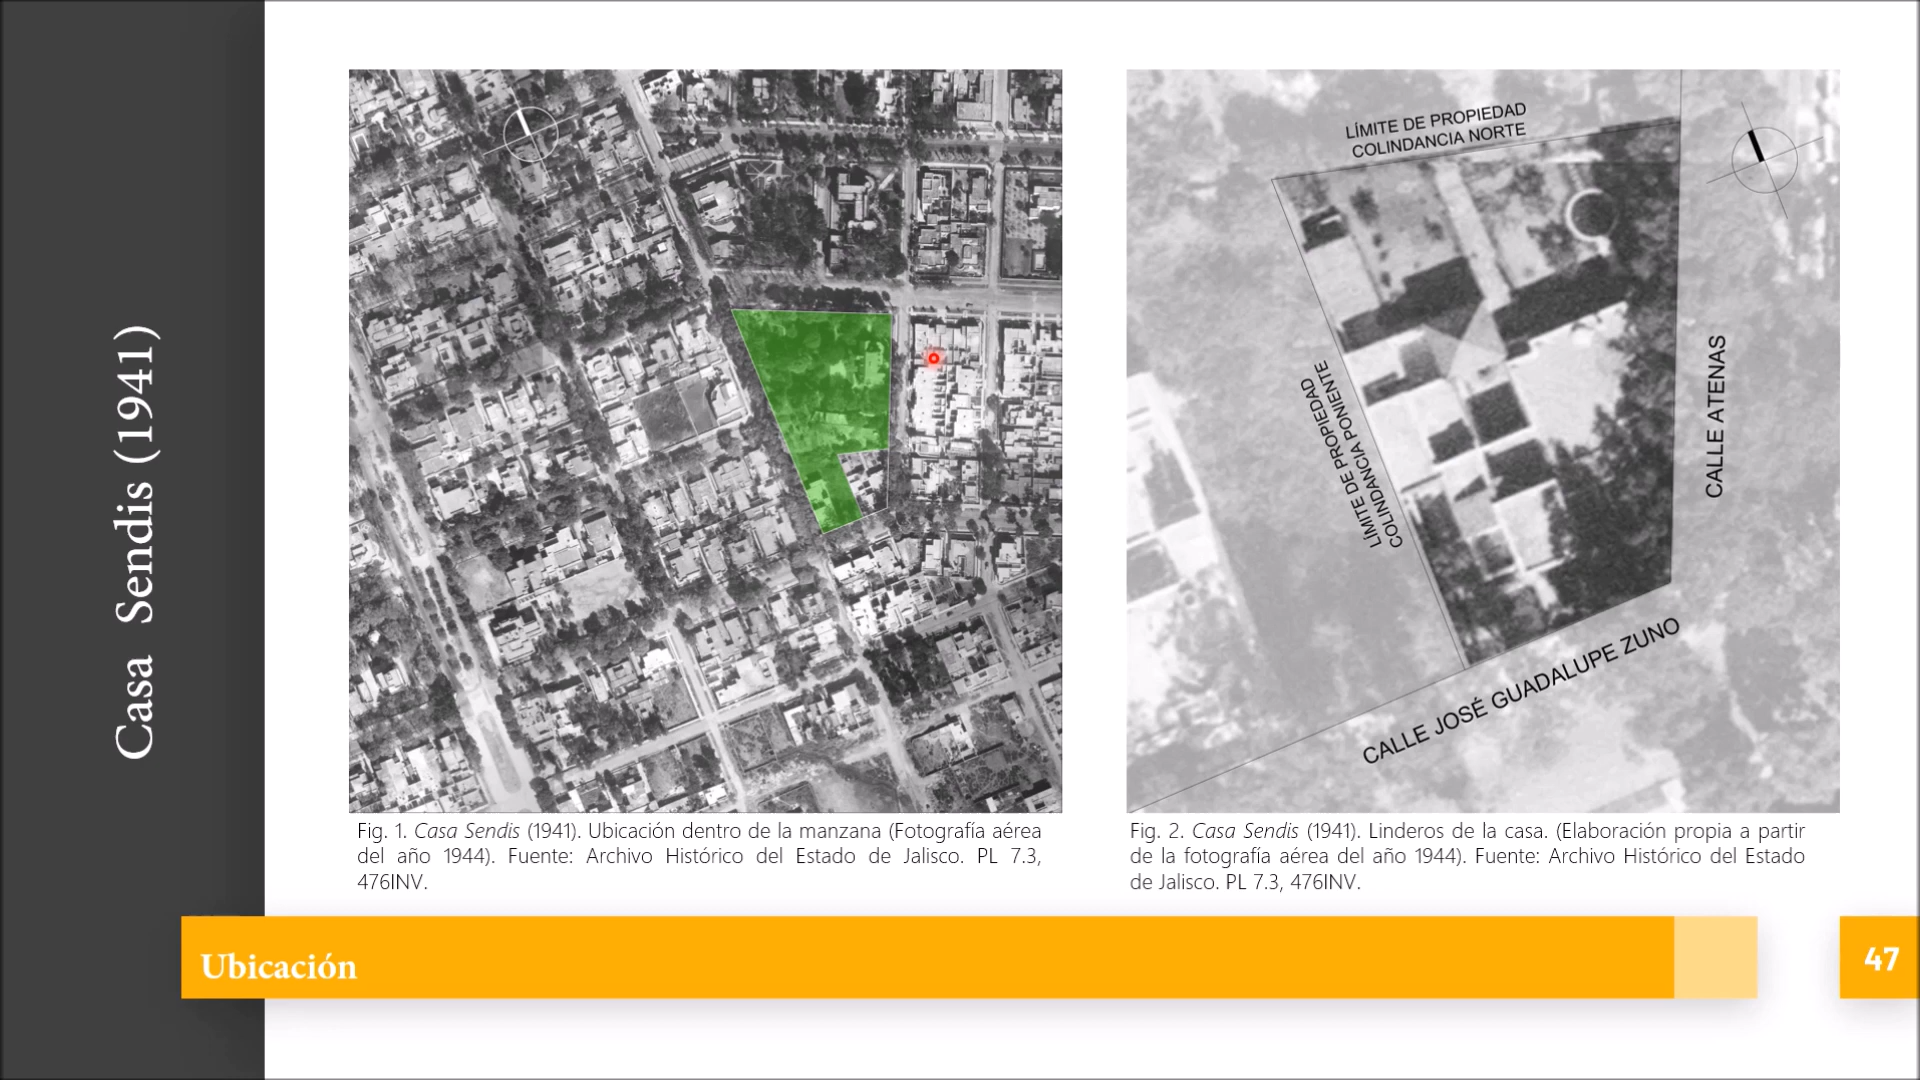 Casa Sendis (1941)
LÍMITE DE PROPIEDAD
COLINDANCIA NORTE
LÍMITE DE PROPIEDAD
COLINDANCIA PONIENTE
CALLE ATENAS
CALLE JOSÉ GUADALUPE ZUNO
Fig. 1. Casa Sendis (1941). Ubicación dentro de la manzana (Fotografía aérea
del año 1944). Fuente: Archivo Histórico del Estado de Jalisco. PL 7.3,
476INV.
Fig. 2. Casa Sendis (1941). Linderos de la casa. (Elaboración propia a partir
de la fotografía aérea del año 1944). Fuente: Archivo Histórico del Estado
de Jalisco. PL 7.3, 476INV.
Ubicación
47